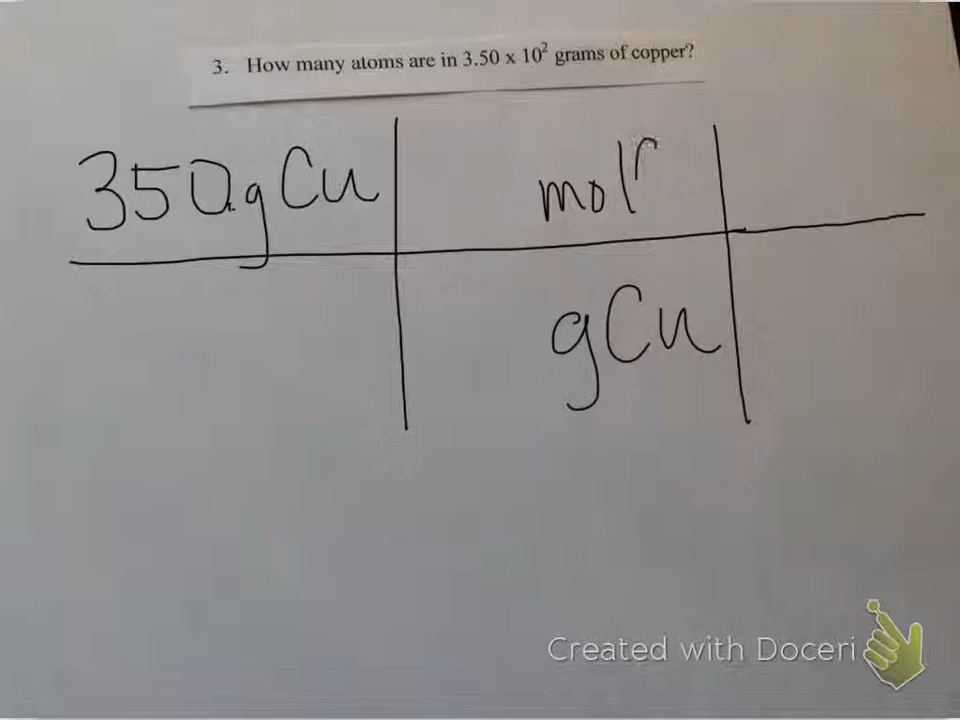 3. How many atoms are in 3.50 x 10² grams of copper?
350.g Cu mol
g Cu
Created with Doceri